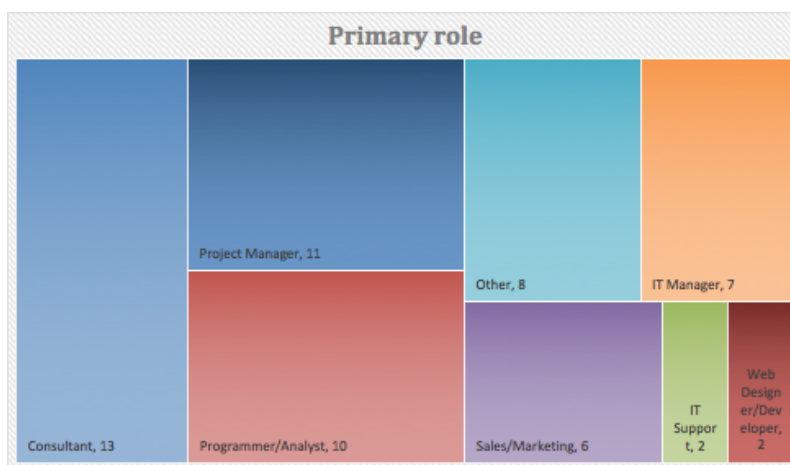 Primary role
Project Manager, 11
Other, 8
IT Manager, 7
Consultant, 13
Programmer/Analyst, 10
Sales/Marketing, 6
IT
Suppor
t, 2
Web
Design
er/Dev
eloper,
2